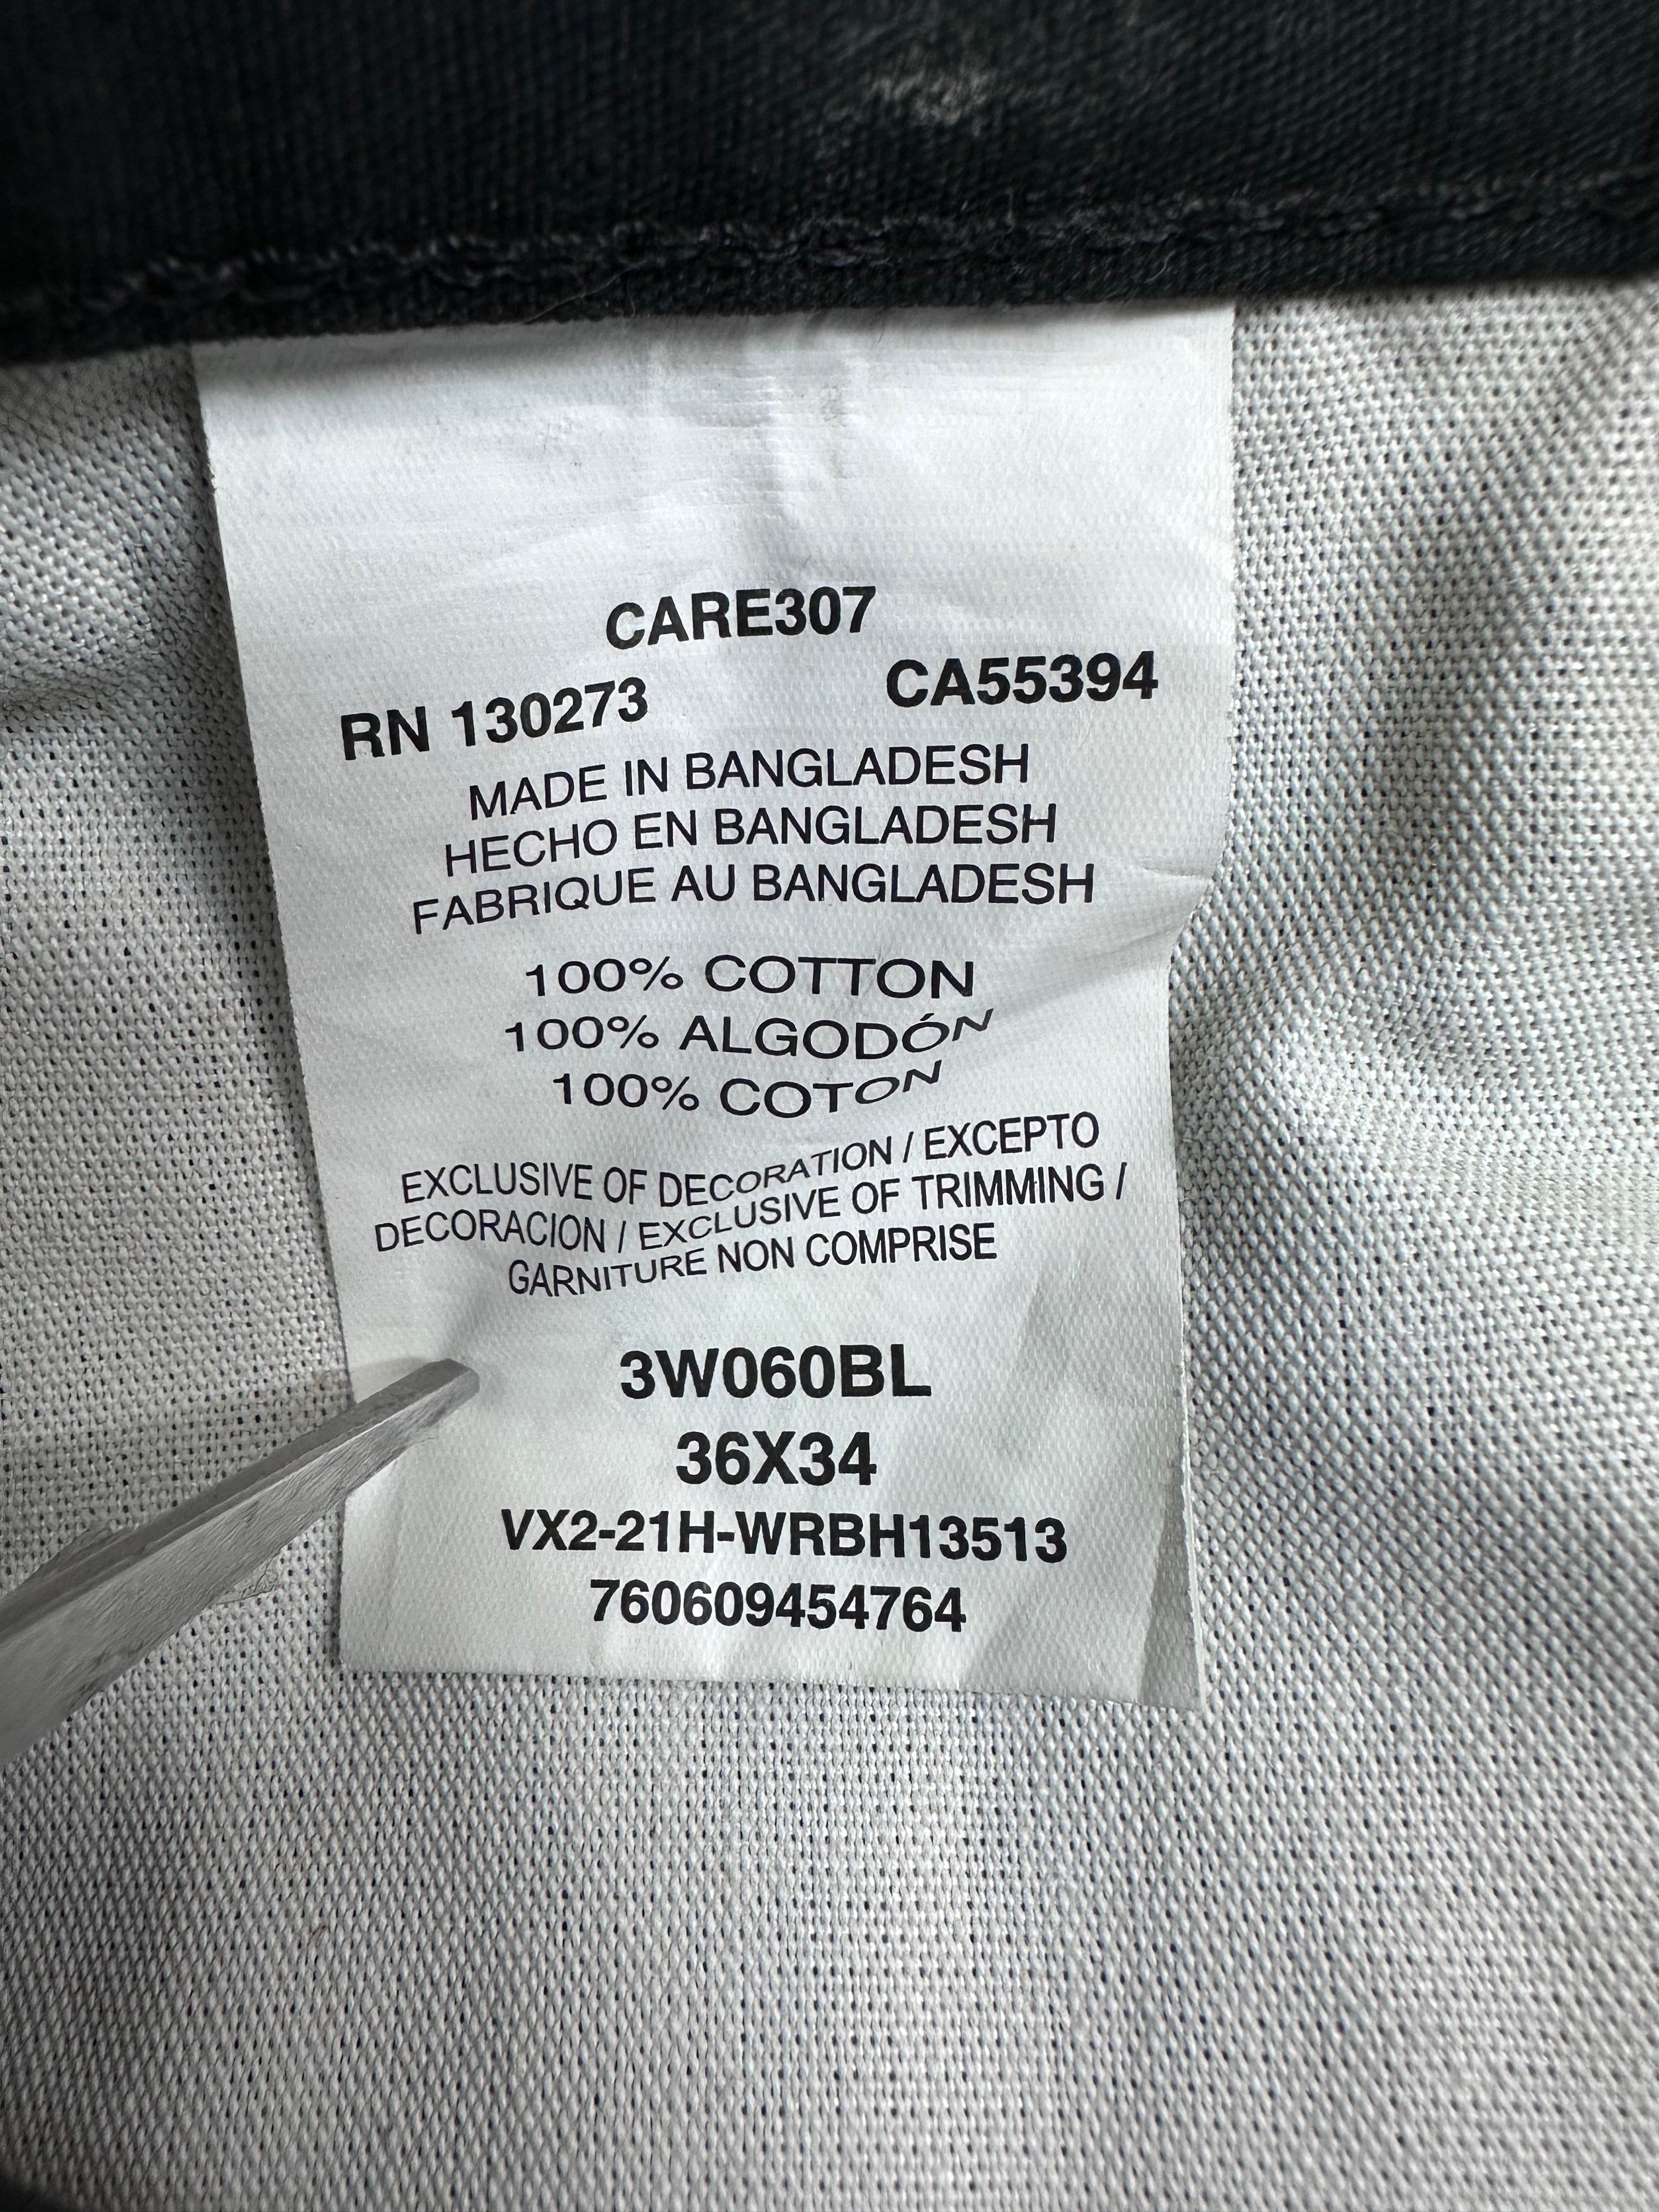 CARE307
RN 130273 CA55394
MADE IN BANGLADESH
HECHO EN BANGLADESH
FABRIQUE AU BANGLADESH
100% COTTON
100% ALGODÓN
100% COTON
EXCLUSIVE OF DECORATION / EXCEPTO
DECORACION / EXCLUSIVE OF TRIMMING /
GARNITURE NON COMPRISE
3W060BL
36X34
VX2-21H-WRBH13513
760609454764